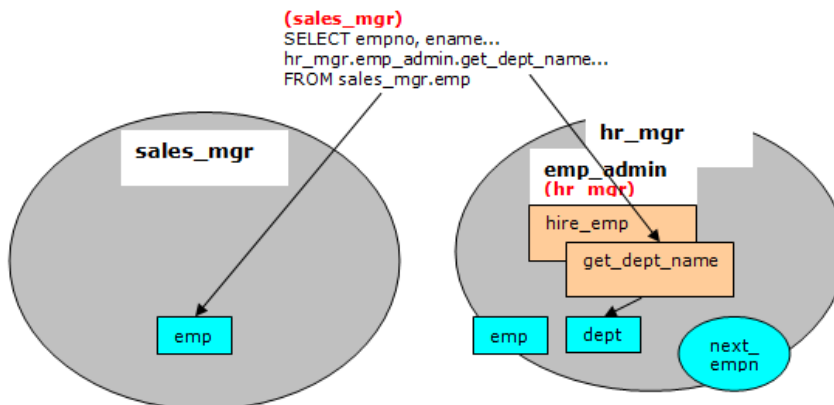 (sales_mgr)
SELECT empno, ename...
hr_mgr.emp_admin.get_dept_name...
FROM sales_mgr.emp
sales_mgr
hr_mgr
emp_admin
(hr_mgr)
hire_emp
get_dept_name
emp
emp
dept
next_
empn